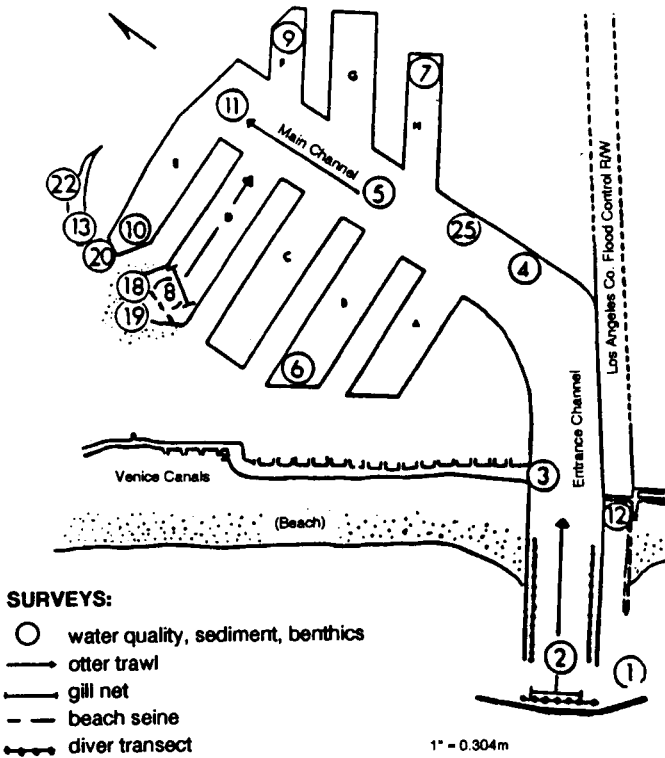 9
F
G
7
H
11
Main Channel
E
22
5
D
13
10
20
25
Los Angeles Co. Flood Control R/W
C
4
18
8
B
19
A
6
Entrance Channel
3
Venice Canals
12
(Beach)
SURVEYS:
2
1
water quality, sediment, benthics
otter trawl
gill net
beach seine
diver transect
1" = 0.304m